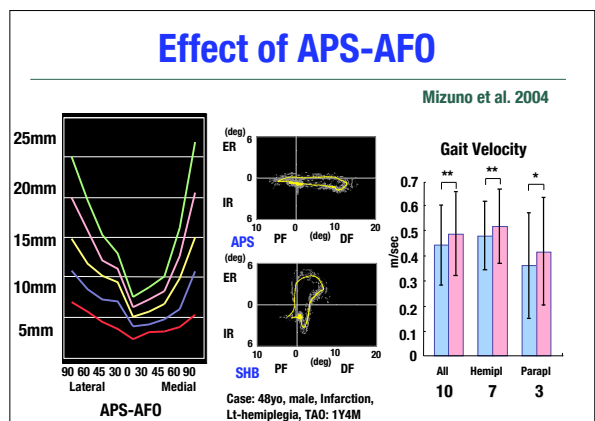 Effect of APS-AFO
Mizuno et al. 2004
25mm
20mm
15mm
10mm
5mm
90 60 45 30 0 30 45 60 90
Lateral Medial
APS-AFO
(deg)
ER
6
0
IR
6
10 0 (deg) 10 20
APS PF DF
(deg)
6
ER
0
IR
6
10 0 (deg) 10 20
SHB PF DF
Case: 48yo, male, Infarction,
Lt-hemiplegia, TAO: 1Y4M
Gait Velocity
** ** *
0.7
0.6
0.5
0.4
0.3
0.2
0.1
0
m/sec
All Hemipl Parapl
10 7 3